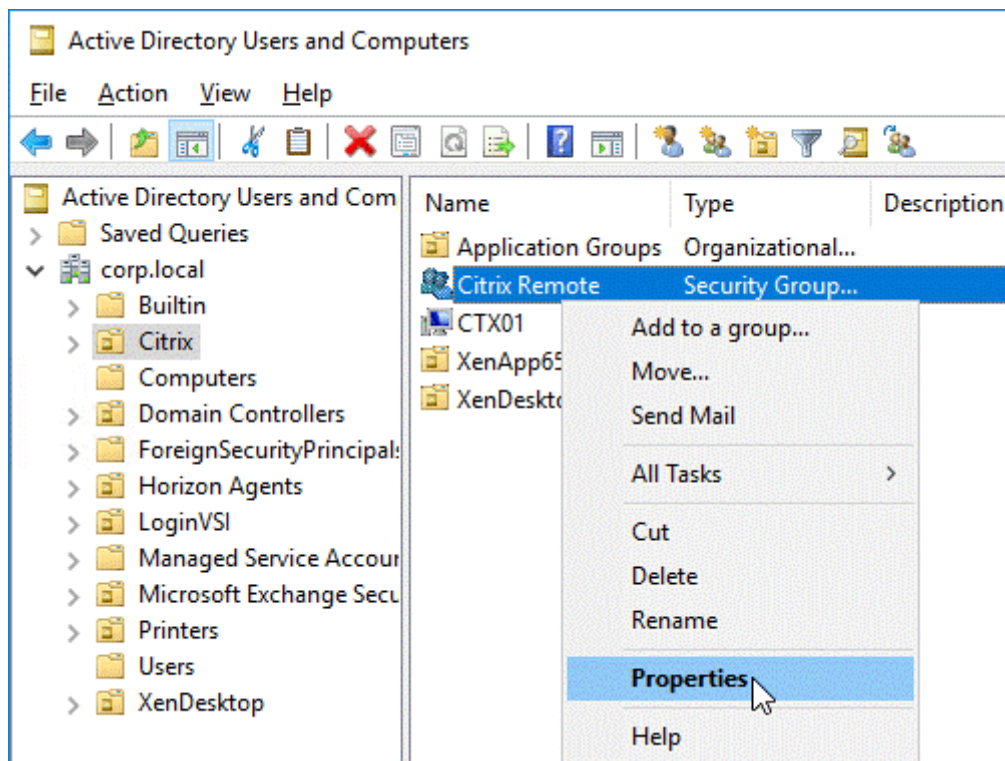 Active Directory Users and Computers
File Action View Help
Active Directory Users and Com
Saved Queries
corp.local
Builtin
Citrix
Computers
Domain Controllers
ForeignSecurityPrincipals
Horizon Agents
LoginVSI
Managed Service Accour
Microsoft Exchange Secu
Printers
Users
XenDesktop
Name Type Description
Application Groups Organizational...
Citrix Remote Security Group...
CTX01
XenApp65
XenDeskto
Add to a group...
Move...
Send Mail
All Tasks
Cut
Delete
Rename
Properties
Help